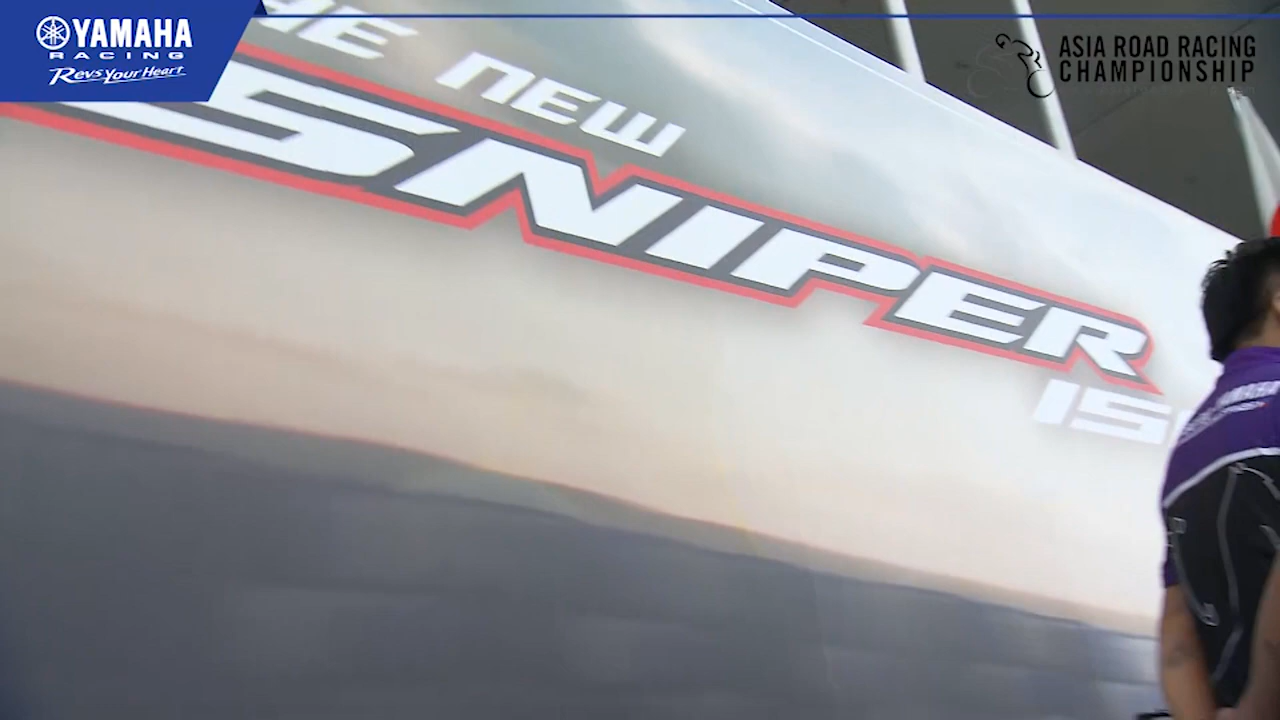 YAMAHA
RACING
Revs Your Heart
ASIA ROAD RACING
CHAMPIONSHIP
NEW
SNIPER